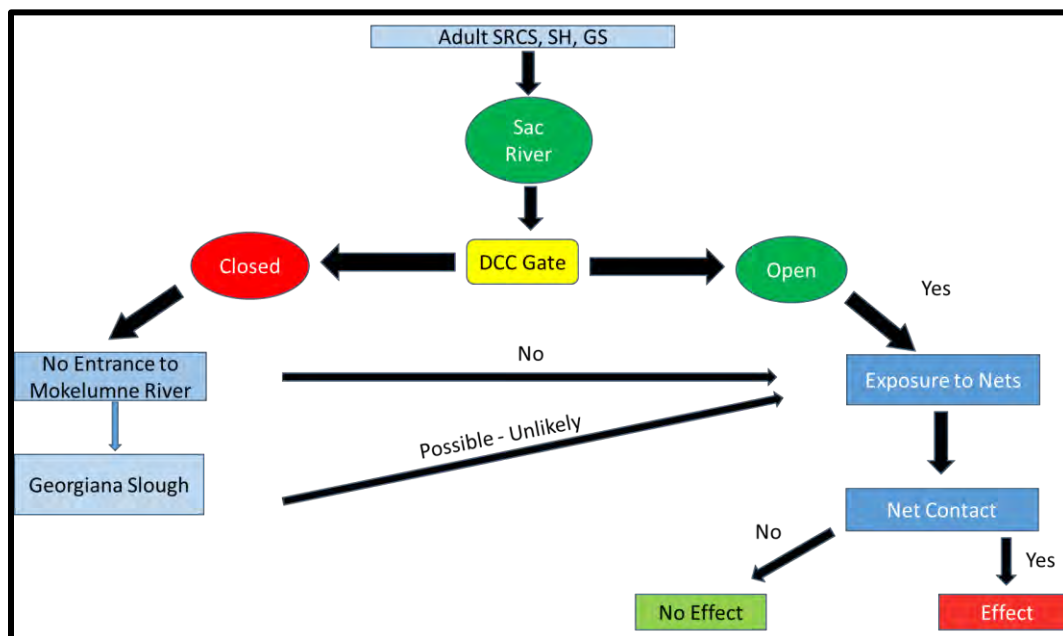 Adult SRCS, SH, GS
Sac
River
Closed
DCC Gate
Open
Yes
No Entrance to
Mokelumne River
No
Exposure to Nets
Possible - Unlikely
Georgiana Slough
Net Contact
No
Yes
No Effect
Effect